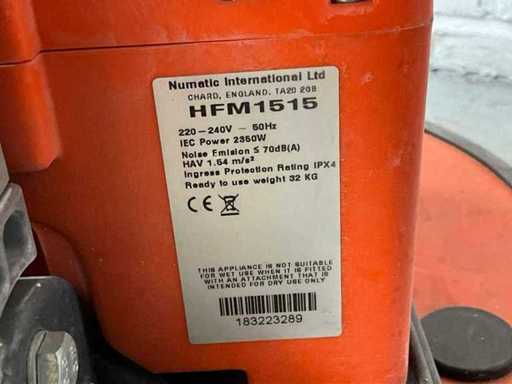 Numatic International Ltd
CHARD, ENGLAND. TA20 2GB
HFM1515
220-240V ~ 50Hz
IEC Power 2350W
Noise Emision ≤ 70dB(A)
HAV 1.54 m/s²
Ingress Protection Rating IPX4
Ready to use weight 32 KG
CE
THIS APPLIANCE IS NOT SUITABLE
FOR WET USE WHEN IT IS FITTED
WITH AN ATTACHMENT THAT IS
INTENDED FOR DRY USE ONLY
183223289